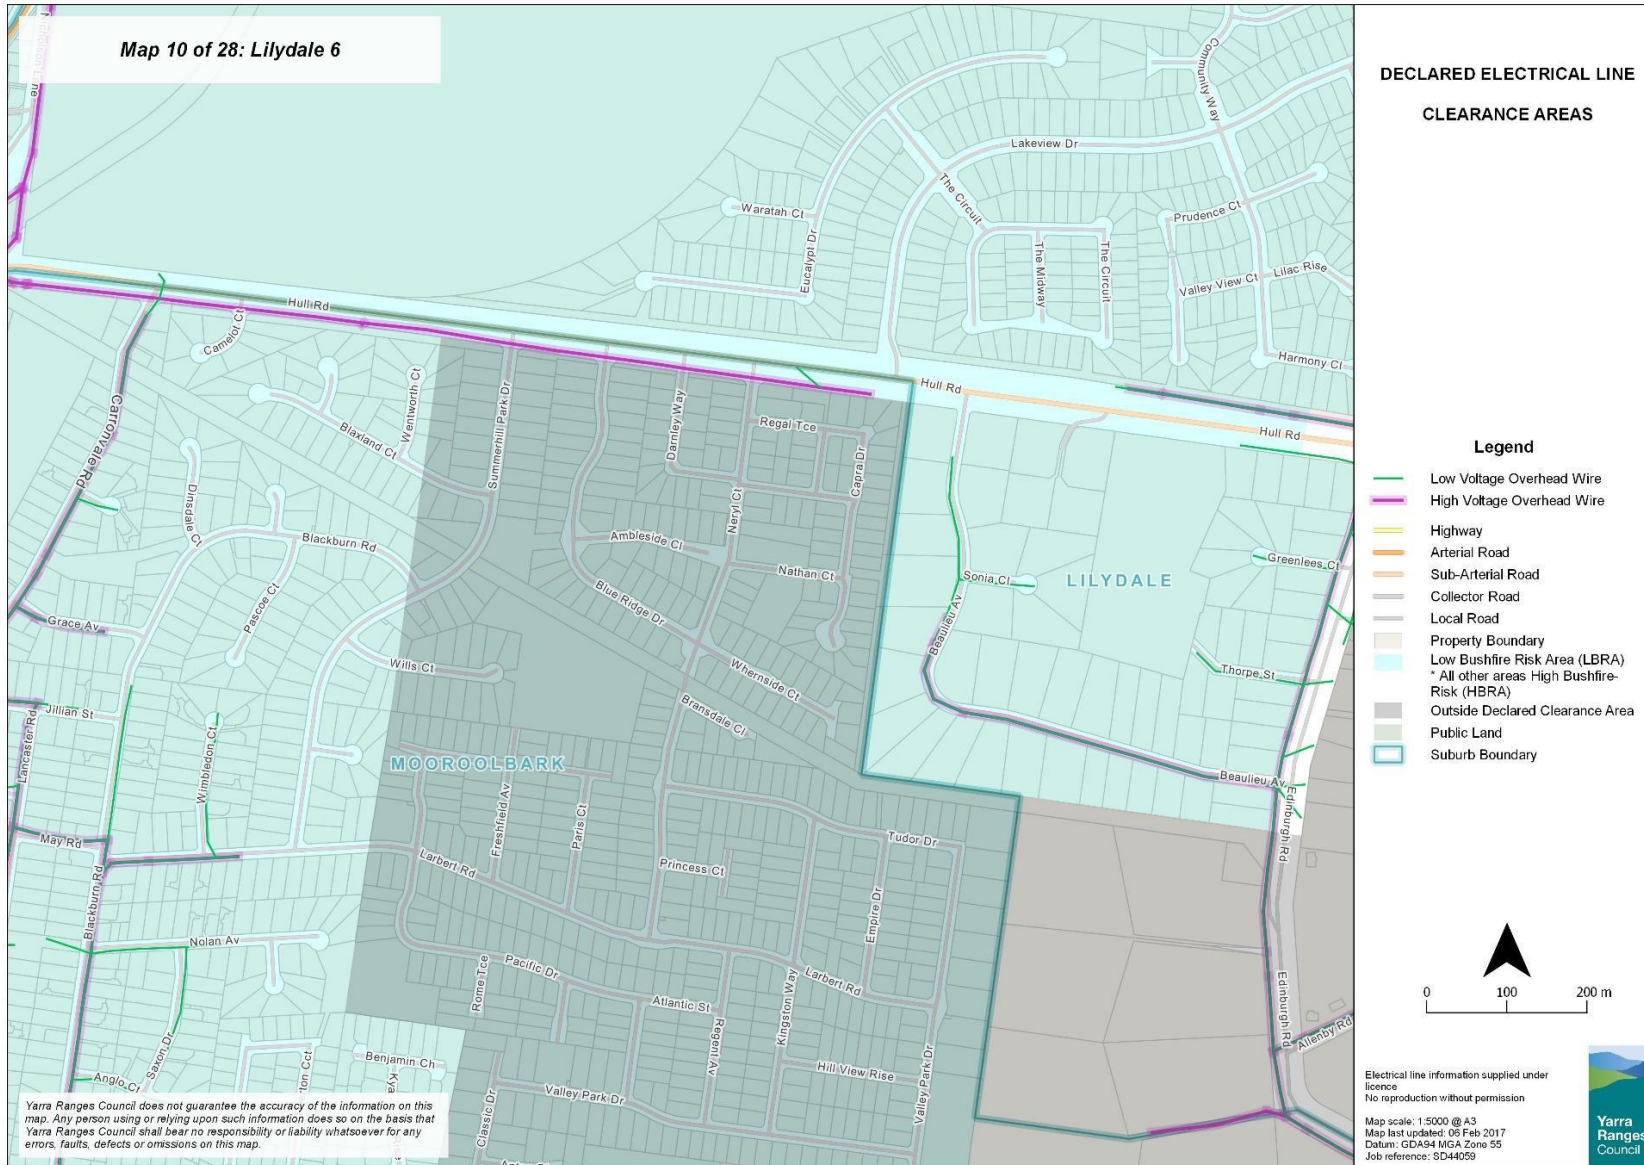 Map 10 of 28: Lilydale 6
DECLARED ELECTRICAL LINE
CLEARANCE AREAS
Community Way
Lakeview Dr
The Circuit
Waratah Ct
Eucalypt Dr
Prudence Ct
The Midway
The Circuit
Valley View Ct
Lilac Rise
Harmony Ct
Hull Rd
Camelot Ct
Hull Rd
Hull Rd
Wentworth Ct
Blaxland Ct
Summerhill Park Dr
Darnley Way
Regal Tce
Capra Dr
Neryl Ct
Dinsdale Ct
Blackburn Rd
Pascoe Ct
Grace Av
Wills Ct
Nathan Ct
Blue Ridge Dr
Whernside Ct
Bransdale Ct
Sonia Ct
LILYDALE
Greenlees Ct
Beaulieu Av
Thorpe St
Beaulieu Av
Edinburgh Rd
Jillian St
Lancaster Rd
Wimbledon Ct
MOOROOLBARK
Freshfield Av
Paris Ct
Tudor Dr
May Rd
Blackburn Rd
Larbert Rd
Princess Ct
Empire Dr
Nolan Av
Pacific Dr
Rome Tce
Larbert Rd
Kingston Way
Atlantic St
Regent Av
Edinburgh Rd
Allenby Rd
Saxon Dr
Anglo Ct
Benjamin Ch
Hill View Rise
Valley Park Dr
Valley Park Dr
Classic Dr
Legend
Low Voltage Overhead Wire
High Voltage Overhead Wire
Highway
Arterial Road
Sub-Arterial Road
Collector Road
Local Road
Property Boundary
Low Bushfire Risk Area (LBRA)
* All other areas High Bushfire-
Risk (HBRA)
Outside Declared Clearance Area
Public Land
Suburb Boundary
0 100 200 m
Yarra Ranges Council does not guarantee the accuracy of the information on this
map. Any person using or relying upon such information does so on the basis that
Yarra Ranges Council shall bear no responsibility or liability whatsoever for any
errors, faults, defects or omissions on this map.
Electrical line information supplied under
licence
No reproduction without permission
Map scale: 1:5000 @ A3
Map last updated: 06 Feb 2017
Datum: GDA94 MGA Zone 55
Job reference: SD44059
Yarra
Ranges
Council